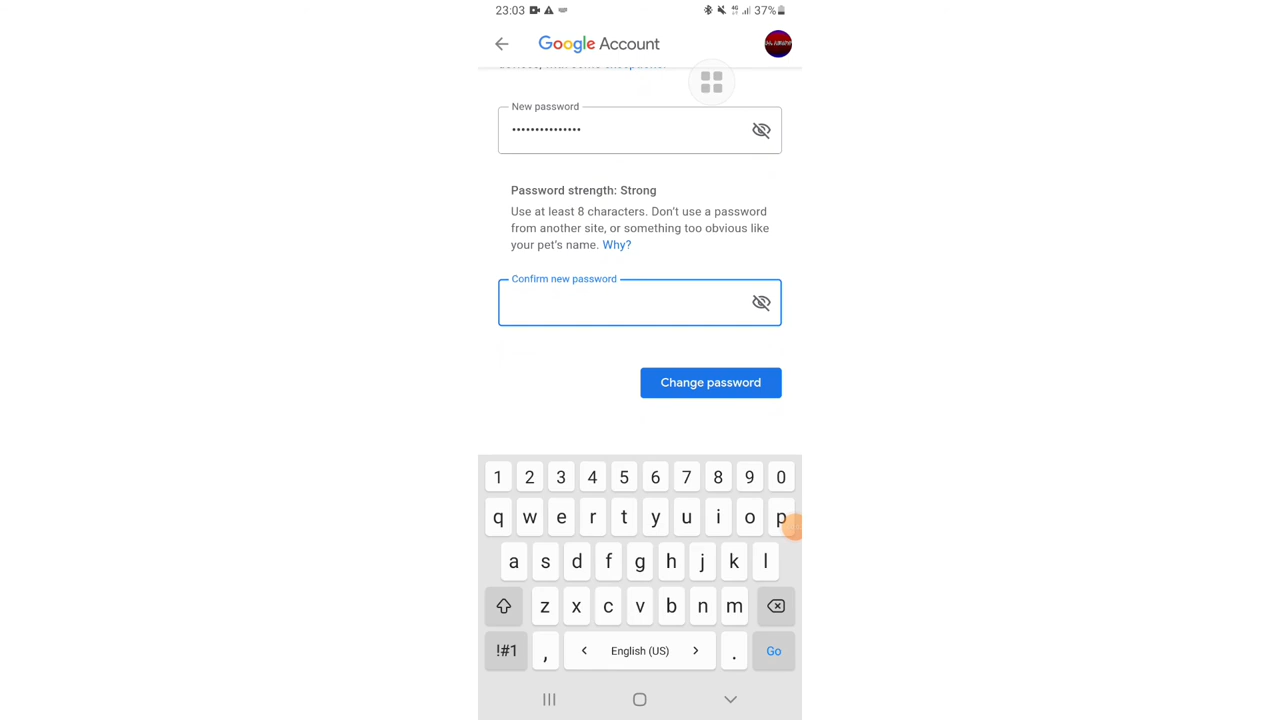 23:03 4G 37%
Google Account
New password
•••••••••••••••
Password strength: Strong
Use at least 8 characters. Don't use a password
from another site, or something too obvious like
your pet's name. Why?
Confirm new password
Change password
1 2 3 4 5 6 7 8 9 0
q w e r t y u i o p
a s d f g h j k l
z x c v b n m
!#1 , < English (US) > . Go